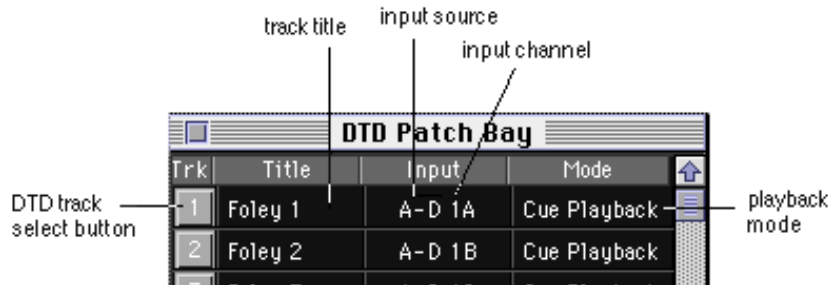 track title
input source
input channel
DTD Patch Bay
Trk Title Input Mode
DTD track
select button
1 Foley 1 A-D 1A Cue Playback
playback
mode
2 Foley 2 A-D 1B Cue Playback